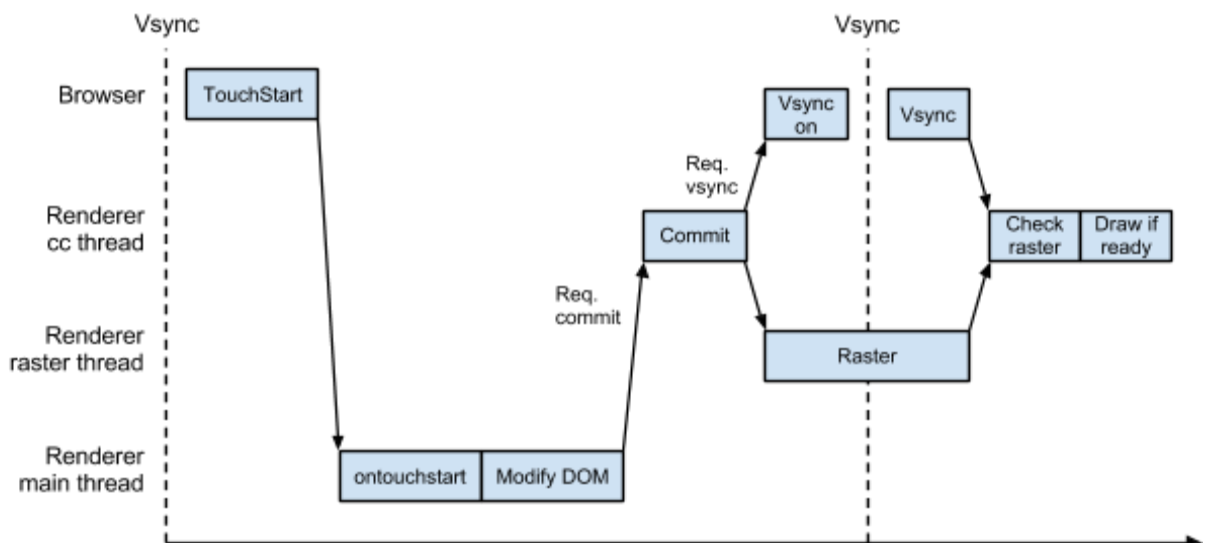 Vsync
Vsync
Browser
TouchStart
Vsync
on
Vsync
Req.
vsync
Renderer
cc thread
Commit
Check
raster
Draw if
ready
Req.
commit
Renderer
raster thread
Raster
Renderer
main thread
ontouchstart
Modify DOM